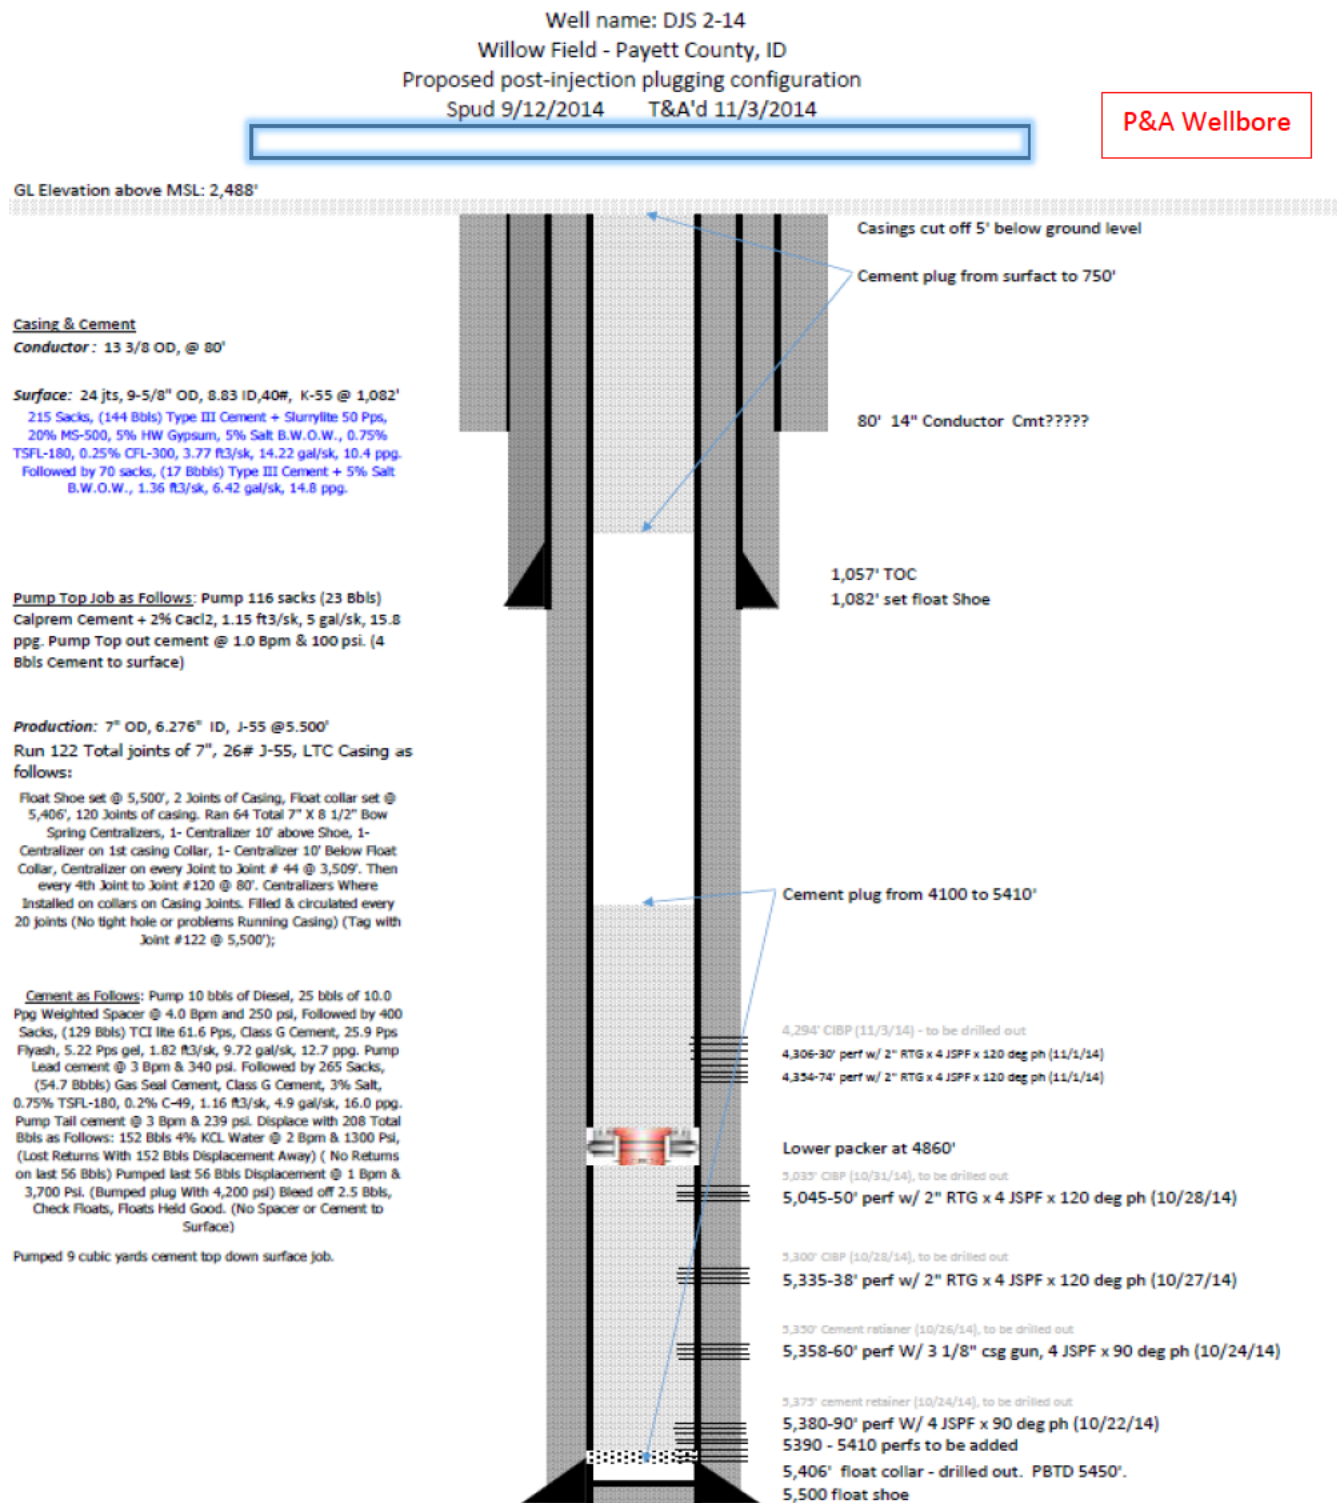 Well name: DJS 2-14
Willow Field - Payett County, ID
Proposed post-injection plugging configuration
Spud 9/12/2014 T&A'd 11/3/2014
P&A Wellbore
GL Elevation above MSL: 2,488'
Casings cut off 5' below ground level
Cement plug from surfact to 750'
Casing & Cement
Conductor : 13 3/8 OD, @ 80'
Surface: 24 jts, 9-5/8" OD, 8.83 ID,40#, K-55 @ 1,082'
215 Sacks, (144 Bbls) Type III Cement + Slurrylite 50 Pps,
20% MS-500, 5% HW Gypsum, 5% Salt B.W.O.W., 0.75%
TSFL-180, 0.25% CFL-300, 3.77 ft3/sk, 14.22 gal/sk, 10.4 ppg.
Followed by 70 sacks, (17 Bbbls) Type III Cement + 5% Salt
B.W.O.W., 1.36 ft3/sk, 6.42 gal/sk, 14.8 ppg.
80' 14" Conductor Cmt?????
1,057' TOC
1,082' set float Shoe
Pump Top Job as Follows: Pump 116 sacks (23 Bbls)
Calprem Cement + 2% Cacl2, 1.15 ft3/sk, 5 gal/sk, 15.8
ppg. Pump Top out cement @ 1.0 Bpm & 100 psi. (4
Bbls Cement to surface)
Production: 7" OD, 6.276" ID, J-55 @5.500'
Run 122 Total joints of 7", 26# J-55, LTC Casing as
follows:
Float Shoe set @ 5,500', 2 Joints of Casing, Float collar set @
5,406', 120 Joints of casing. Ran 64 Total 7" X 8 1/2" Bow
Spring Centralizers, 1- Centralizer 10' above Shoe, 1-
Centralizer on 1st casing Collar, 1- Centralizer 10' Below Float
Collar, Centralizer on every Joint to Joint # 44 @ 3,509'. Then
every 4th Joint to Joint #120 @ 80'. Centralizers Where
Installed on collars on Casing Joints. Filled & circulated every
20 joints (No tight hole or problems Running Casing) (Tag with
Joint #122 @ 5,500');
Cement plug from 4100 to 5410'
Cement as Follows: Pump 10 bbls of Diesel, 25 bbls of 10.0
Ppg Weighted Spacer @ 4.0 Bpm and 250 psi, Followed by 400
Sacks, (129 Bbls) TCI lite 61.6 Pps, Class G Cement, 25.9 Pps
Flyash, 5.22 Pps gel, 1.82 ft3/sk, 9.72 gal/sk, 12.7 ppg. Pump
Lead cement @ 3 Bpm & 340 psi. Followed by 265 Sacks,
(54.7 Bbbls) Gas Seal Cement, Class G Cement, 3% Salt,
0.75% TSFL-180, 0.2% C-49, 1.16 ft3/sk, 4.9 gal/sk, 16.0 ppg.
Pump Tail cement @ 3 Bpm & 239 psi. Displace with 208 Total
Bbls as Follows: 152 Bbls 4% KCL Water @ 2 Bpm & 1300 Psi,
(Lost Returns With 152 Bbls Displacement Away) ( No Returns
on last 56 Bbls) Pumped last 56 Bbls Displacement @ 1 Bpm &
3,700 Psi. (Bumped plug With 4,200 psi) Bleed off 2.5 Bbls,
Check Floats, Floats Held Good. (No Spacer or Cement to
Surface)
Pumped 9 cubic yards cement top down surface job.
4,294' CIBP (11/3/14) - to be drilled out
4,306-30' perf w/ 2" RTG x 4 JSPF x 120 deg ph (11/1/14)
4,354-74' perf w/ 2" RTG x 4 JSPF x 120 deg ph (11/1/14)
Lower packer at 4860'
5,035' CIBP (10/31/14), to be drilled out
5,045-50' perf w/ 2" RTG x 4 JSPF x 120 deg ph (10/28/14)
5,300' CIBP (10/28/14), to be drilled out
5,335-38' perf w/ 2" RTG x 4 JSPF x 120 deg ph (10/27/14)
5,350' Cement ratianer (10/26/14), to be drilled out
5,358-60' perf W/ 3 1/8" csg gun, 4 JSPF x 90 deg ph (10/24/14)
5,375' cement retainer (10/24/14), to be drilled out
5,380-90' perf W/ 4 JSPF x 90 deg ph (10/22/14)
5390 - 5410 perfs to be added
5,406' float collar - drilled out. PBTD 5450'.
5,500 float shoe